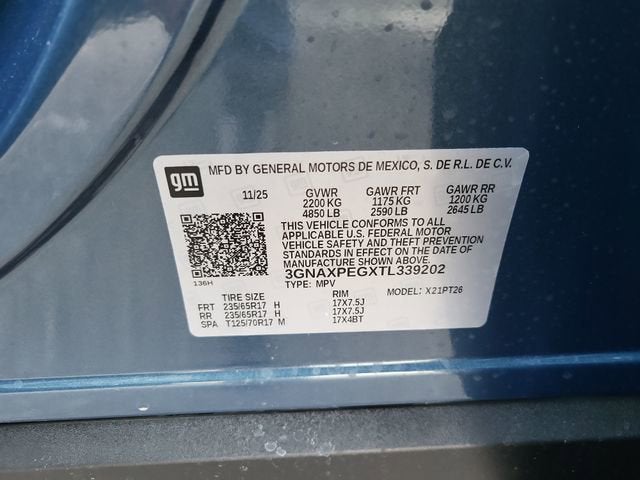 gm
MFD BY GENERAL MOTORS DE MEXICO, S. DE R.L. DE C.V.
11/25 GVWR GAWR FRT GAWR RR
2200 KG 1175 KG 1200 KG
4850 LB 2590 LB 2645 LB
THIS VEHICLE CONFORMS TO ALL
APPLICABLE U.S. FEDERAL MOTOR
VEHICLE SAFETY AND THEFT PREVENTION
STANDARDS IN EFFECT ON THE DATE OF
MANUFACTURE SHOWN ABOVE.
3GNAXPEGXTL339202
136H
TYPE: MPV MODEL: X21PT26
TIRE SIZE RIM
FRT 235/65R17 H 17X7.5J
RR 235/65R17 H 17X7.5J
SPA T125/70R17 M 17X4BT